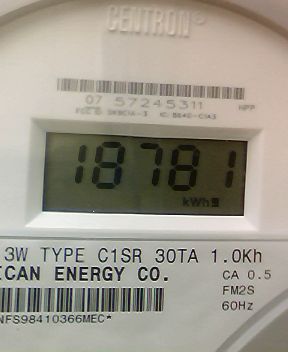 CENTRON®
07 57245311
18781
kWh
3W TYPE C1SR 30TA 1.0Kh
ICAN ENERGY CO. CA 0.5
FM2S
60Hz
NFS98410366MEC*